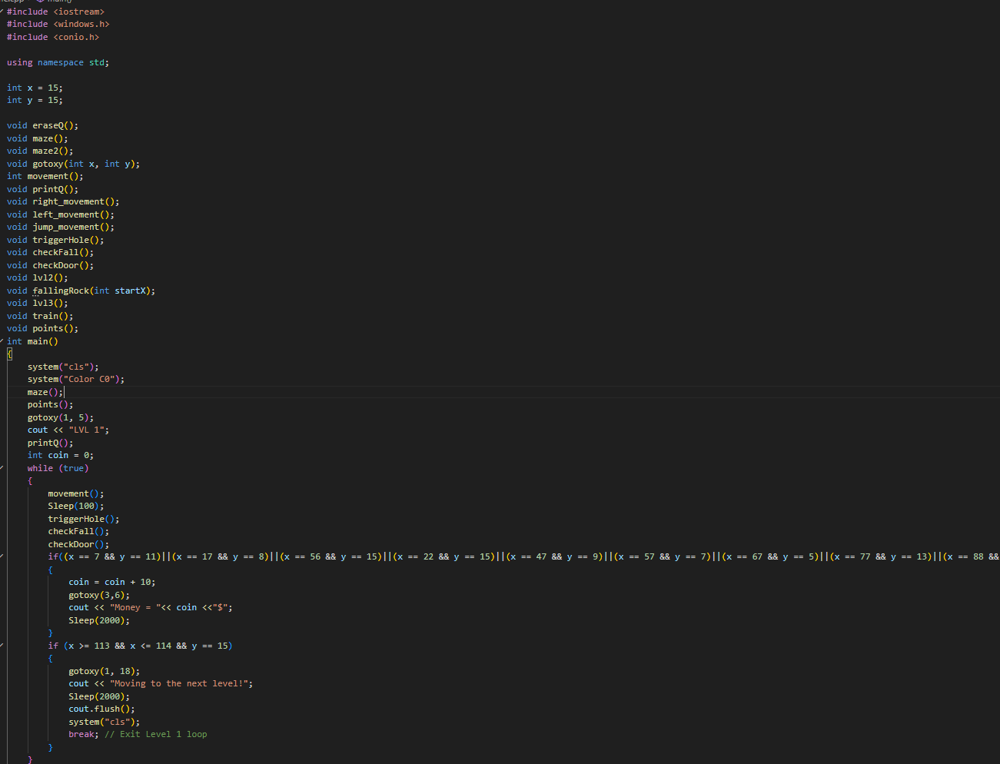 main()
#include <iostream>
#include <windows.h>
#include <conio.h>
using namespace std;
int x = 15;
int y = 15;
void eraseQ();
void maze();
void maze2();
void gotoxy(int x, int y);
int movement();
void printQ();
void right_movement();
void left_movement();
void jump_movement();
void triggerHole();
void checkFall();
void checkDoor();
void lvl2();
void fallingRock(int startX);
void lvl3();
void train();
void points();
int main()
{
    system("cls");
    system("Color C0");
    maze();
    points();
    gotoxy(1, 5);
    cout << "LVL 1";
    printQ();
    int coin = 0;
    while (true)
    {
        movement();
        Sleep(100);
        triggerHole();
        checkFall();
        checkDoor();
        if((x == 7 && y == 11)||(x == 17 && y == 8)||(x == 56 && y == 15)||(x == 22 && y == 15)||(x == 47 && y == 9)||(x == 57 && y == 7)||(x == 67 && y == 5)||(x == 77 && y == 13)||(x == 88 &&
        {
            coin = coin + 10;
            gotoxy(3,6);
            cout << "Money = "<< coin <<"$";
            Sleep(2000);
        }
        if (x >= 113 && x <= 114 && y == 15)
        {
            gotoxy(1, 18);
            cout << "Moving to the next level!";
            Sleep(2000);
            cout.flush();
            system("cls");
            break; // Exit Level 1 loop
        }
    }